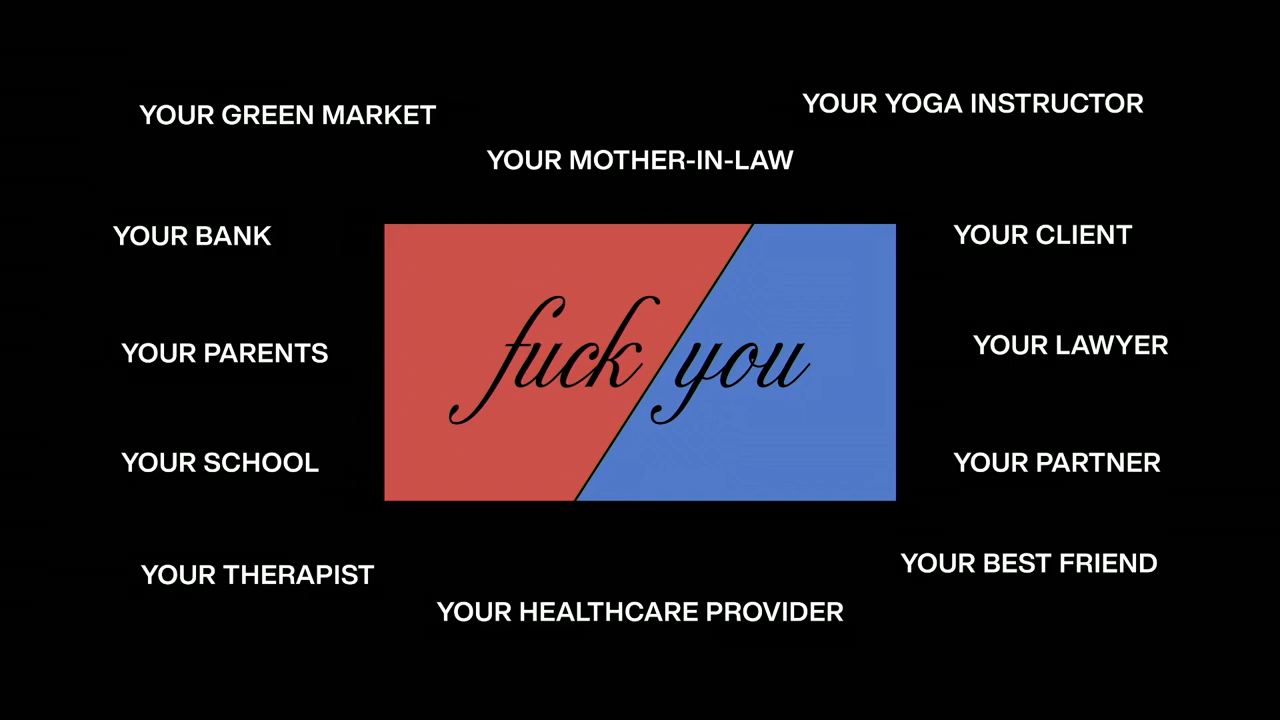 YOUR GREEN MARKET
YOUR YOGA INSTRUCTOR
YOUR MOTHER-IN-LAW
YOUR BANK
YOUR CLIENT
fuck you
YOUR PARENTS
YOUR LAWYER
YOUR SCHOOL
YOUR PARTNER
YOUR THERAPIST
YOUR BEST FRIEND
YOUR HEALTHCARE PROVIDER